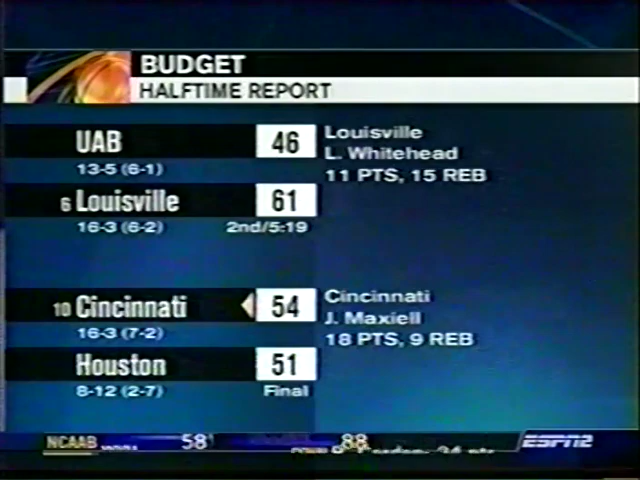 BUDGET
HALFTIME REPORT
UAB 46
13-5 (6-1)
Louisville
L. Whitehead
11 PTS, 15 REB
6 Louisville 61
16-3 (6-2) 2nd/5:19
10 Cincinnati 54
16-3 (7-2)
Cincinnati
J. Maxiell
18 PTS, 9 REB
Houston 51
8-12 (2-7) Final
NCAAB 58 88 ESPN2